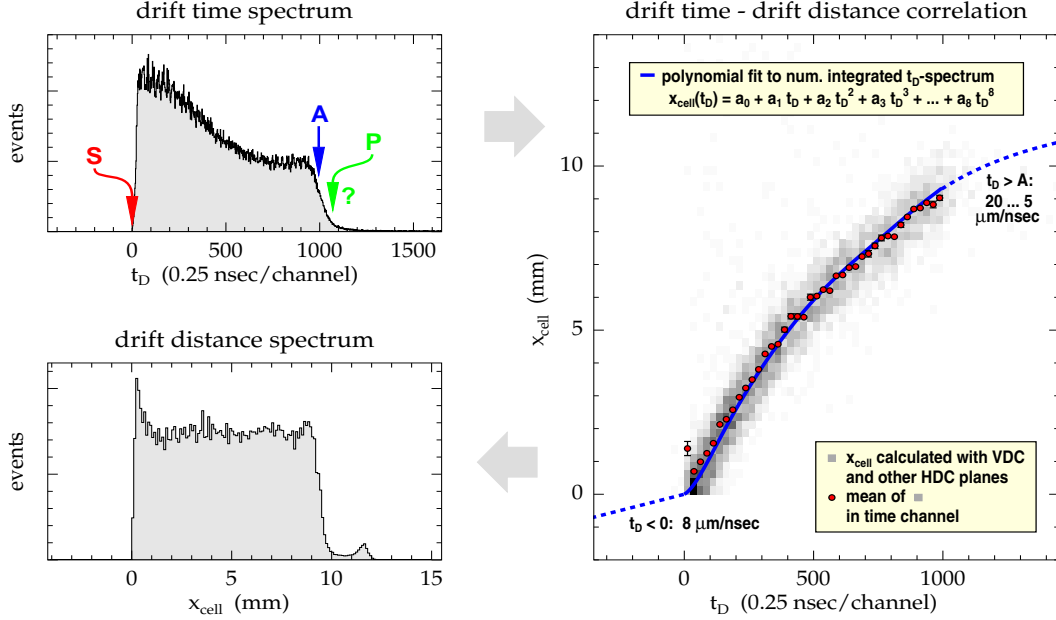 drift time spectrum
events
S
A
P
?
0
500
1000
1500
t_D (0.25 nsec/channel)
drift distance spectrum
events
0
5
10
15
x_cell (mm)
drift time - drift distance correlation
polynomial fit to num. integrated t_D-spectrum
x_cell(t_D) = a_0 + a_1 t_D + a_2 t_D^2 + a_3 t_D^3 + ... + a_8 t_D^8
10
5
0
x_cell (mm)
t_D > A:
20 ... 5
μm/nsec
t_D < 0: 8 μm/nsec
x_cell calculated with VDC
and other HDC planes
mean of
in time channel
0
500
1000
t_D (0.25 nsec/channel)